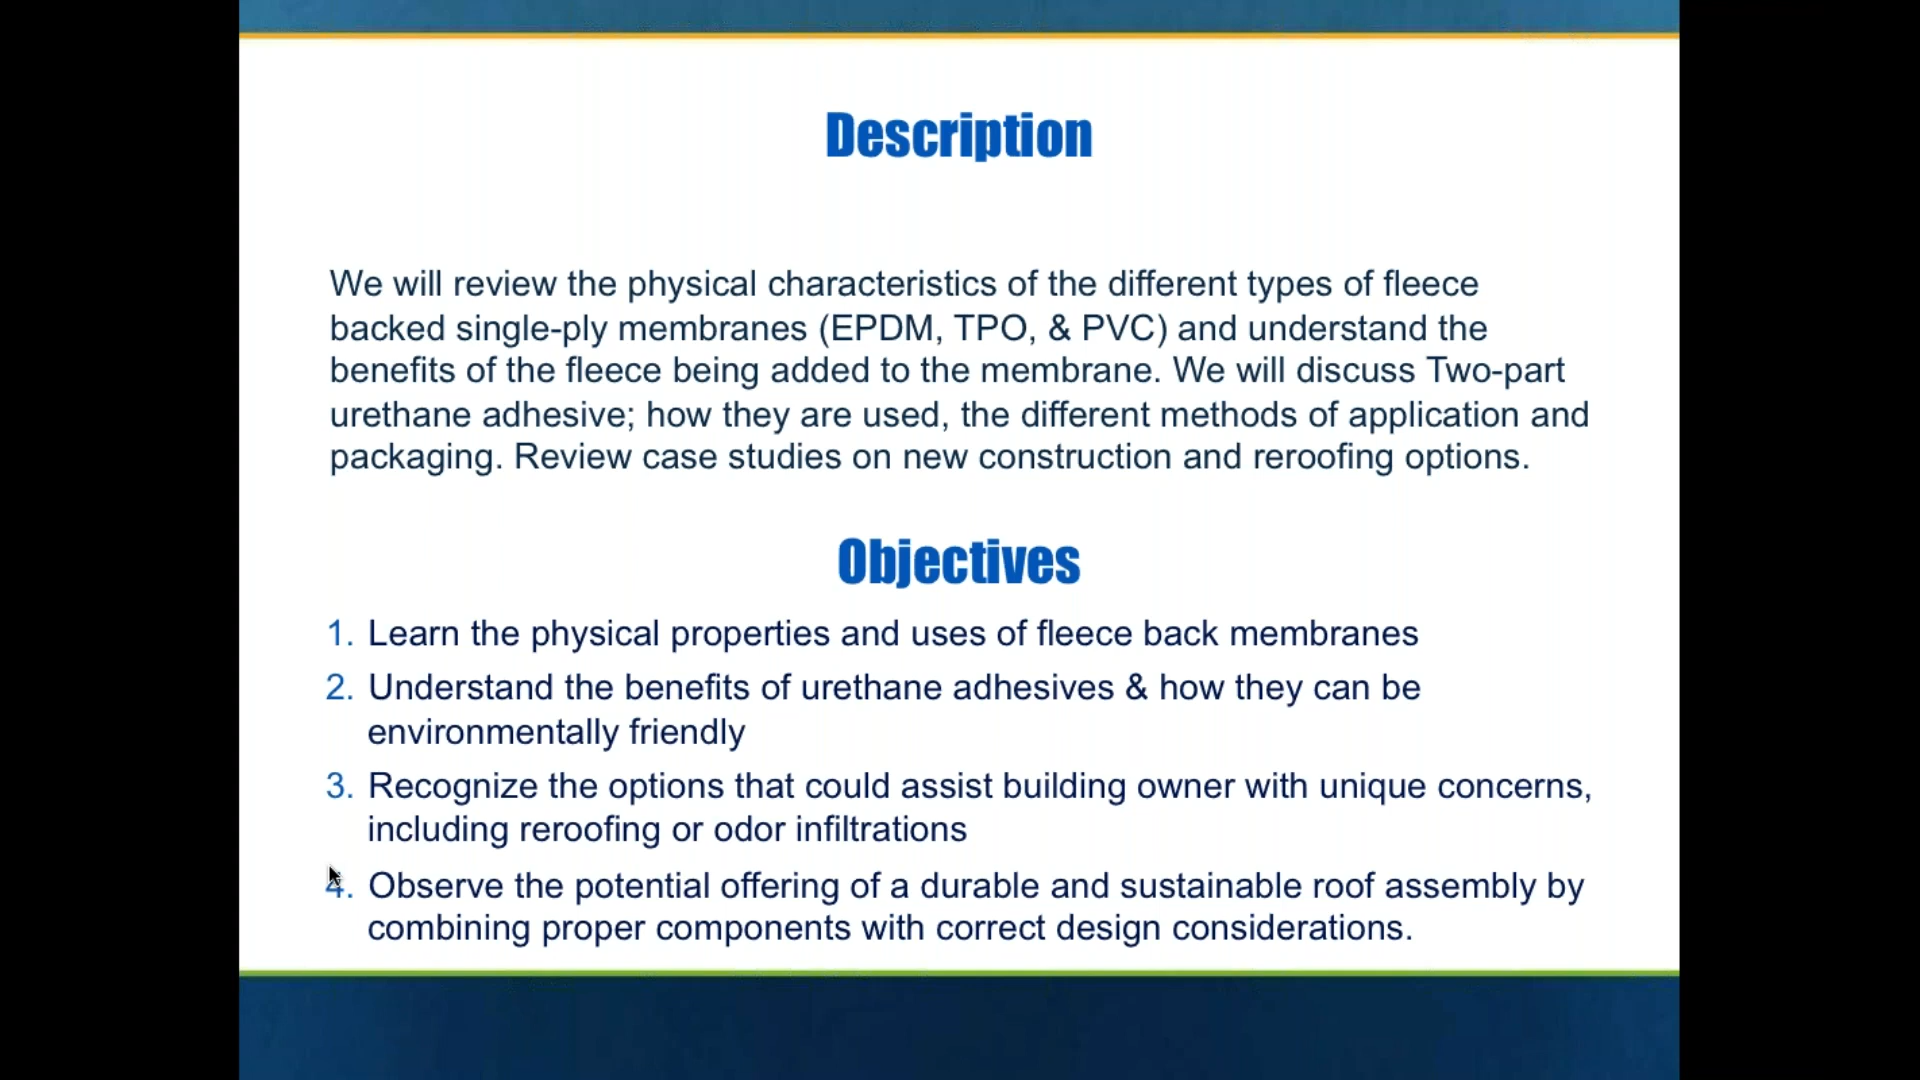 Description
We will review the physical characteristics of the different types of fleece
backed single-ply membranes (EPDM, TPO, & PVC) and understand the
benefits of the fleece being added to the membrane. We will discuss Two-part
urethane adhesive; how they are used, the different methods of application and
packaging. Review case studies on new construction and reroofing options.
Objectives
1. Learn the physical properties and uses of fleece back membranes
2. Understand the benefits of urethane adhesives & how they can be
environmentally friendly
3. Recognize the options that could assist building owner with unique concerns,
including reroofing or odor infiltrations
4. Observe the potential offering of a durable and sustainable roof assembly by
combining proper components with correct design considerations.